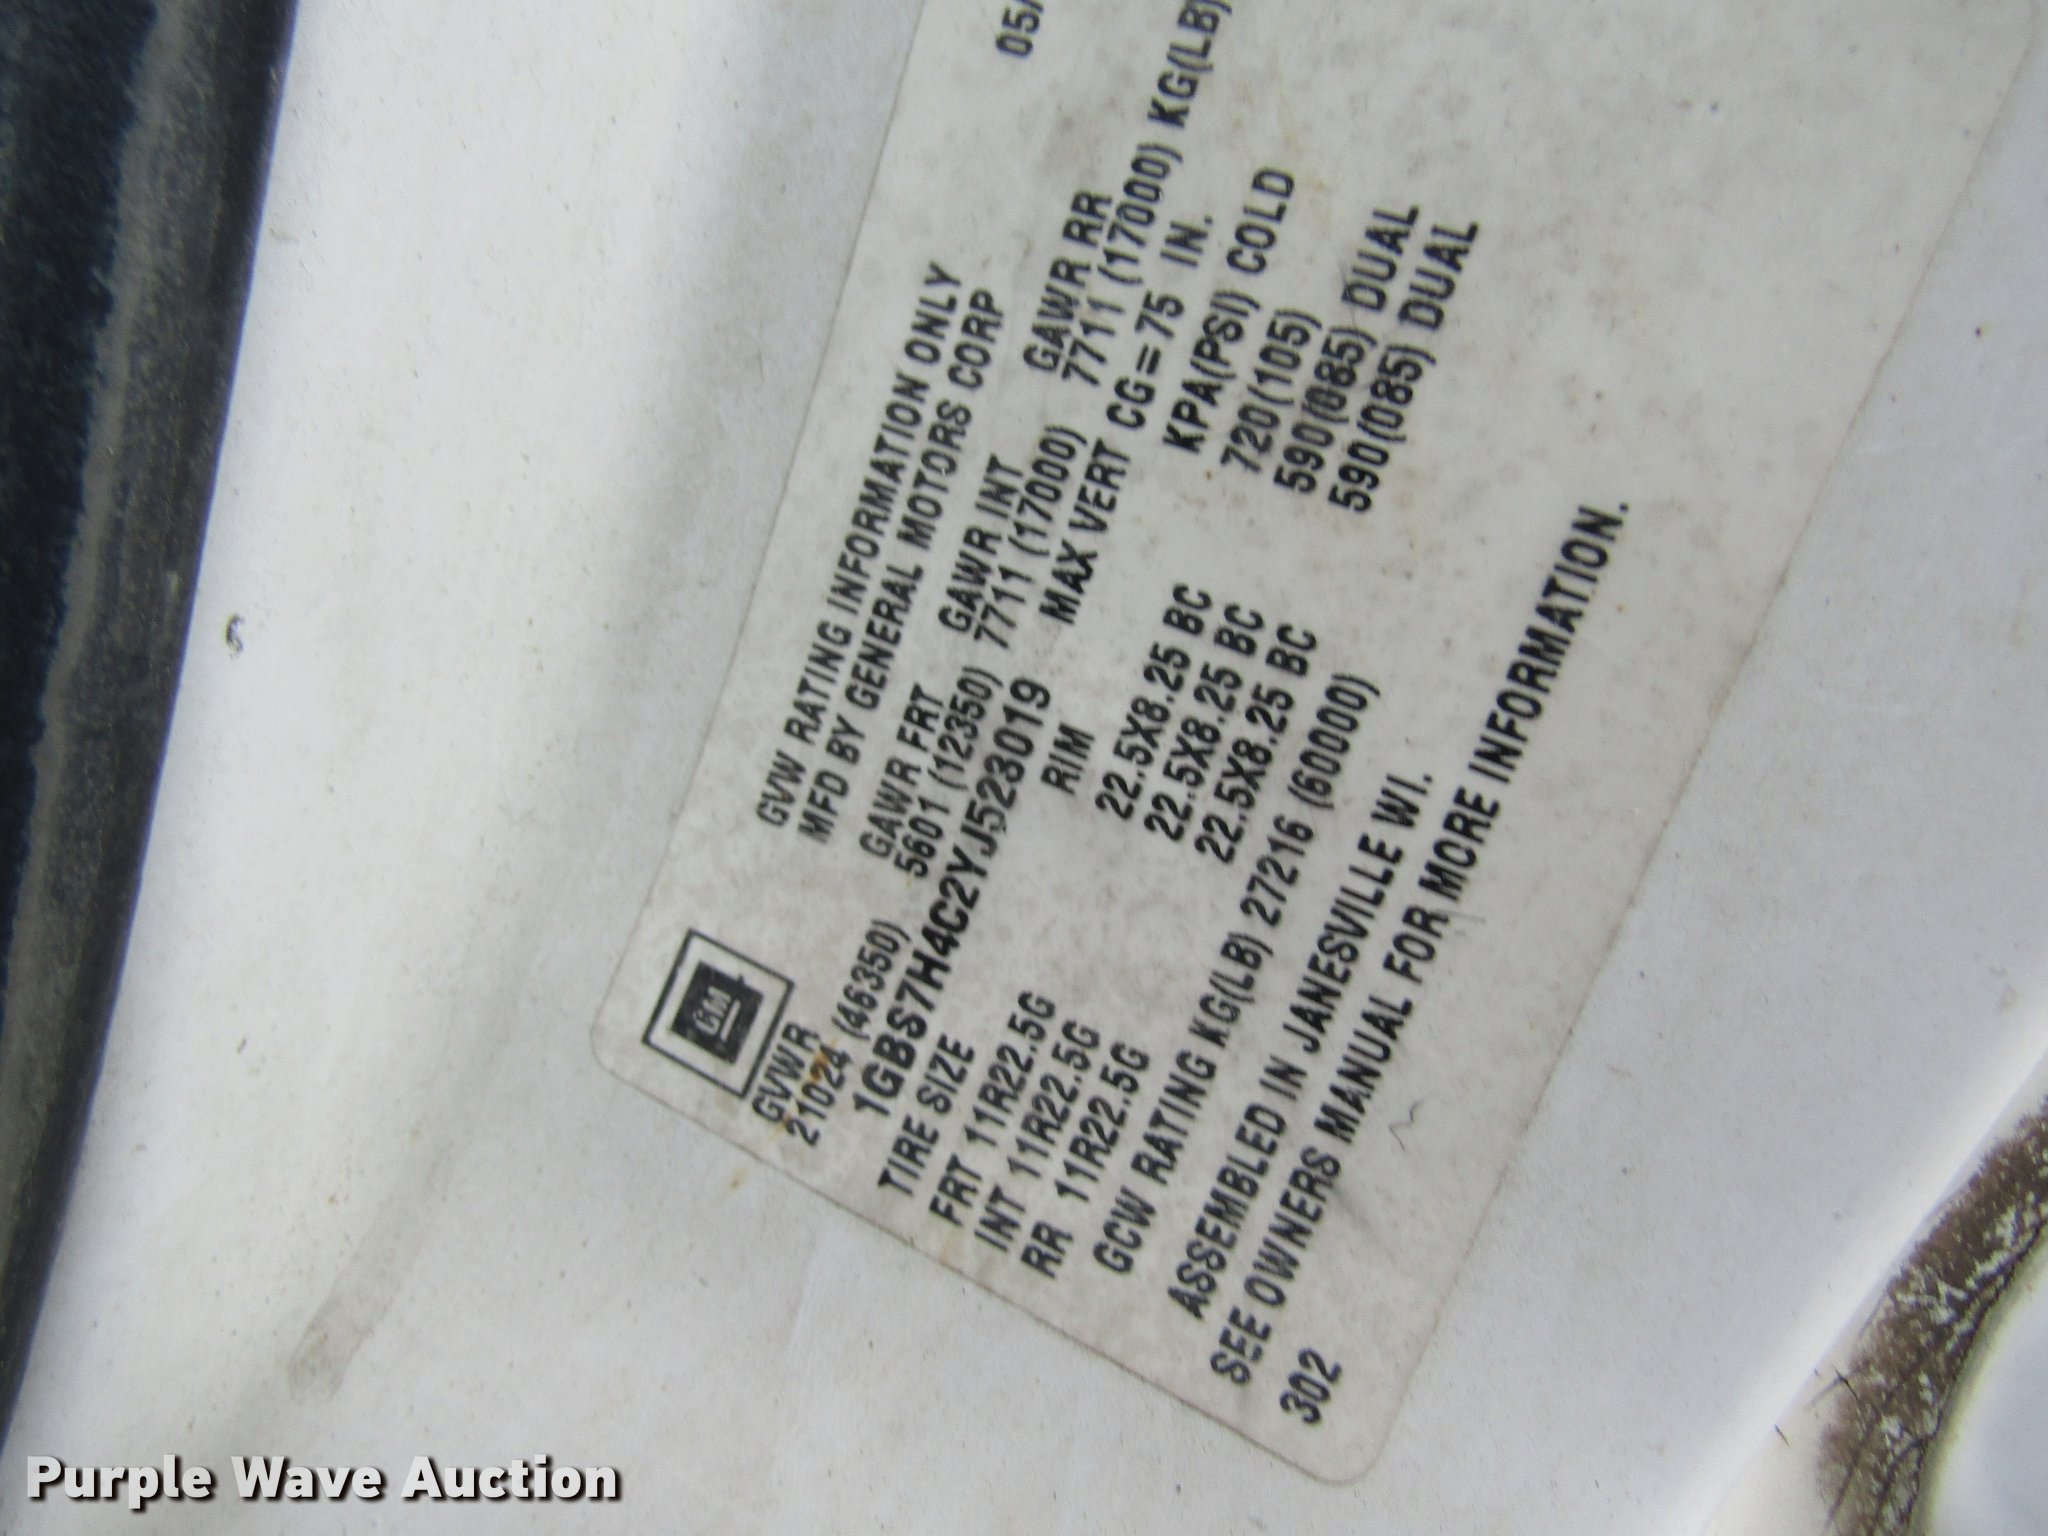 05/
GM
GVW RATING INFORMATION ONLY
MFD BY GENERAL MOTORS CORP
GVWR GAWR FRT GAWR INT GAWR RR
21024 (46350) 5601 (12350) 7711 (17000) 7711 (17000) KG(LB)
1GBS7H4C2YJ523019 MAX VERT CG=75 IN.
TIRE SIZE RIM KPA(PSI) COLD
FRT 11R22.5G 22.5X8.25 BC 720(105)
INT 11R22.5G 22.5X8.25 BC 590(085) DUAL
RR 11R22.5G 22.5X8.25 BC 590(085) DUAL
GCW RATING KG(LB) 27216 (60000)
ASSEMBLED IN JANESVILLE WI.
SEE OWNERS MANUAL FOR MORE INFORMATION.
302
Purple Wave Auction